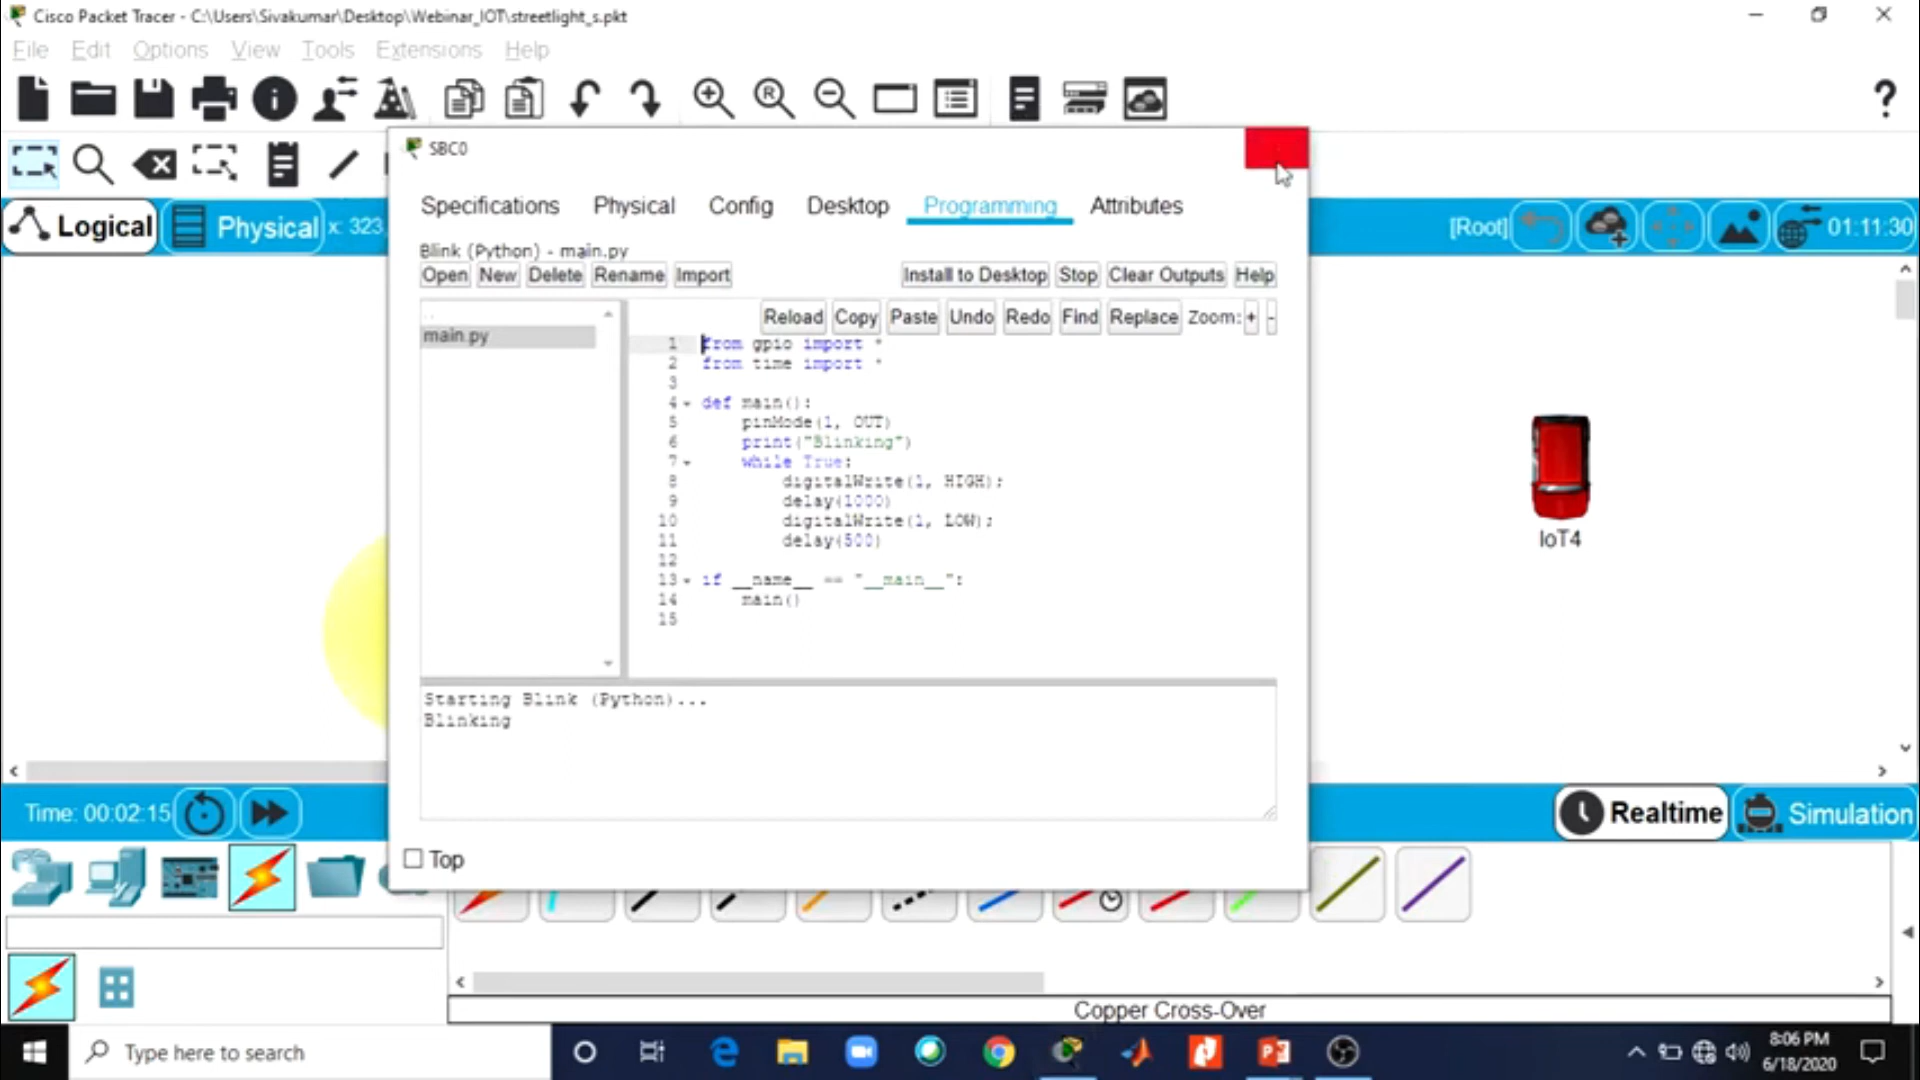 Cisco Packet Tracer - C:\Users\Sivakumar\Desktop\Webinar_IOT\streetlight_s.pkt
File Edit Options View Tools Extensions Help
SBC0
Specifications Physical Config Desktop Programming Attributes
Logical Physical x: 323
[Root] 01:11:30
Blink (Python) - main.py
Open New Delete Rename Import Install to Desktop Stop Clear Outputs Help
Reload Copy Paste Undo Redo Find Replace Zoom: + -
main.py
1 from gpio import *
2 from time import *
3
4 def main():
5 pinMode(1, OUT)
6 print("Blinking")
7 while True:
8 digitalWrite(1, HIGH);
9 delay(1000)
10 digitalWrite(1, LOW);
11 delay(500)
12
13 if __name__ == "__main__":
14 main()
15
IoT4
Starting Blink (Python)...
Blinking
Time: 00:02:15
Realtime Simulation
Top
Copper Cross-Over
Type here to search
8:06 PM
6/18/2020